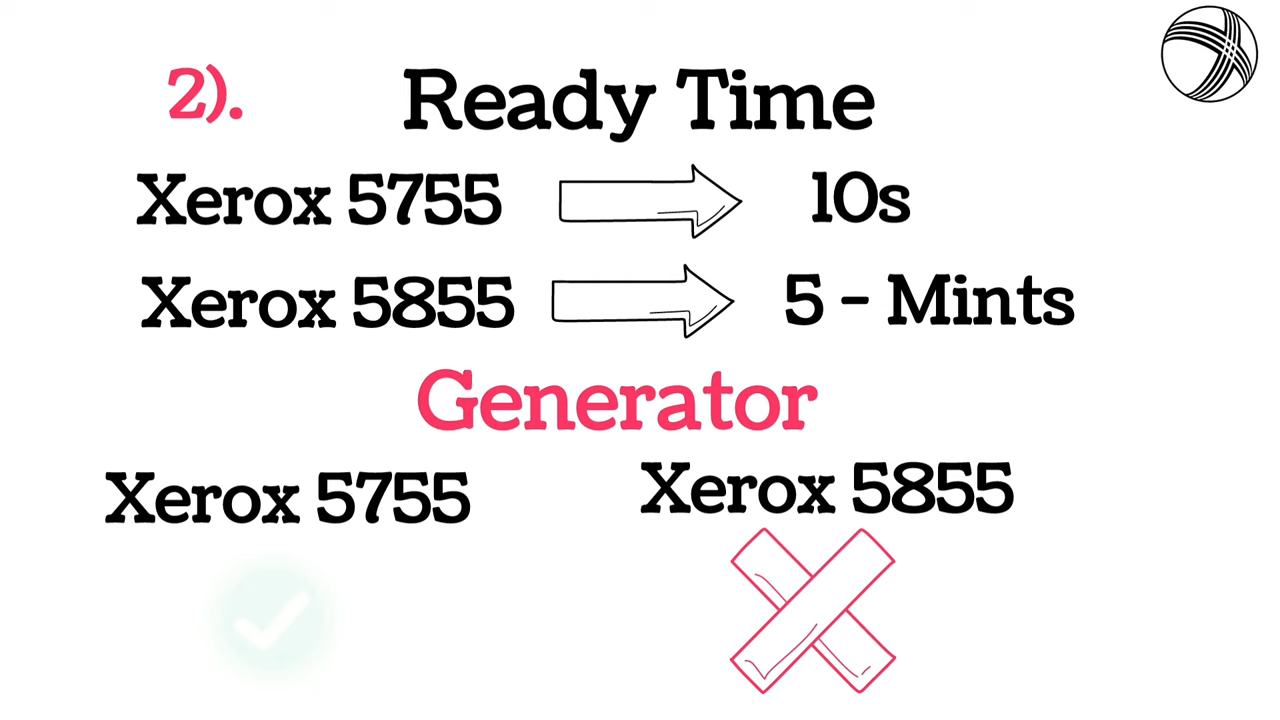 2). Ready Time
Xerox 5755 10s
Xerox 5855 5 - Mints
Generator
Xerox 5755 Xerox 5855